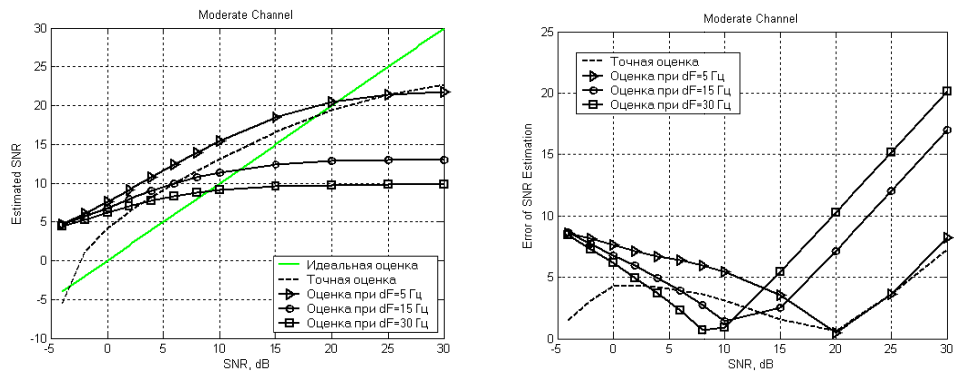 Moderate Channel
30
25
20
15
10
5
0
-5
-10
Estimated SNR
Идеальная оценка
Точная оценка
Оценка при dF=5 Гц
Оценка при dF=15 Гц
Оценка при dF=30 Гц
-5 0 5 10 15 20 25 30
SNR, dB
Moderate Channel
25
20
15
10
5
0
Error of SNR Estimation
Точная оценка
Оценка при dF=5 Гц
Оценка при dF=15 Гц
Оценка при dF=30 Гц
-5 0 5 10 15 20 25 30
SNR, dB